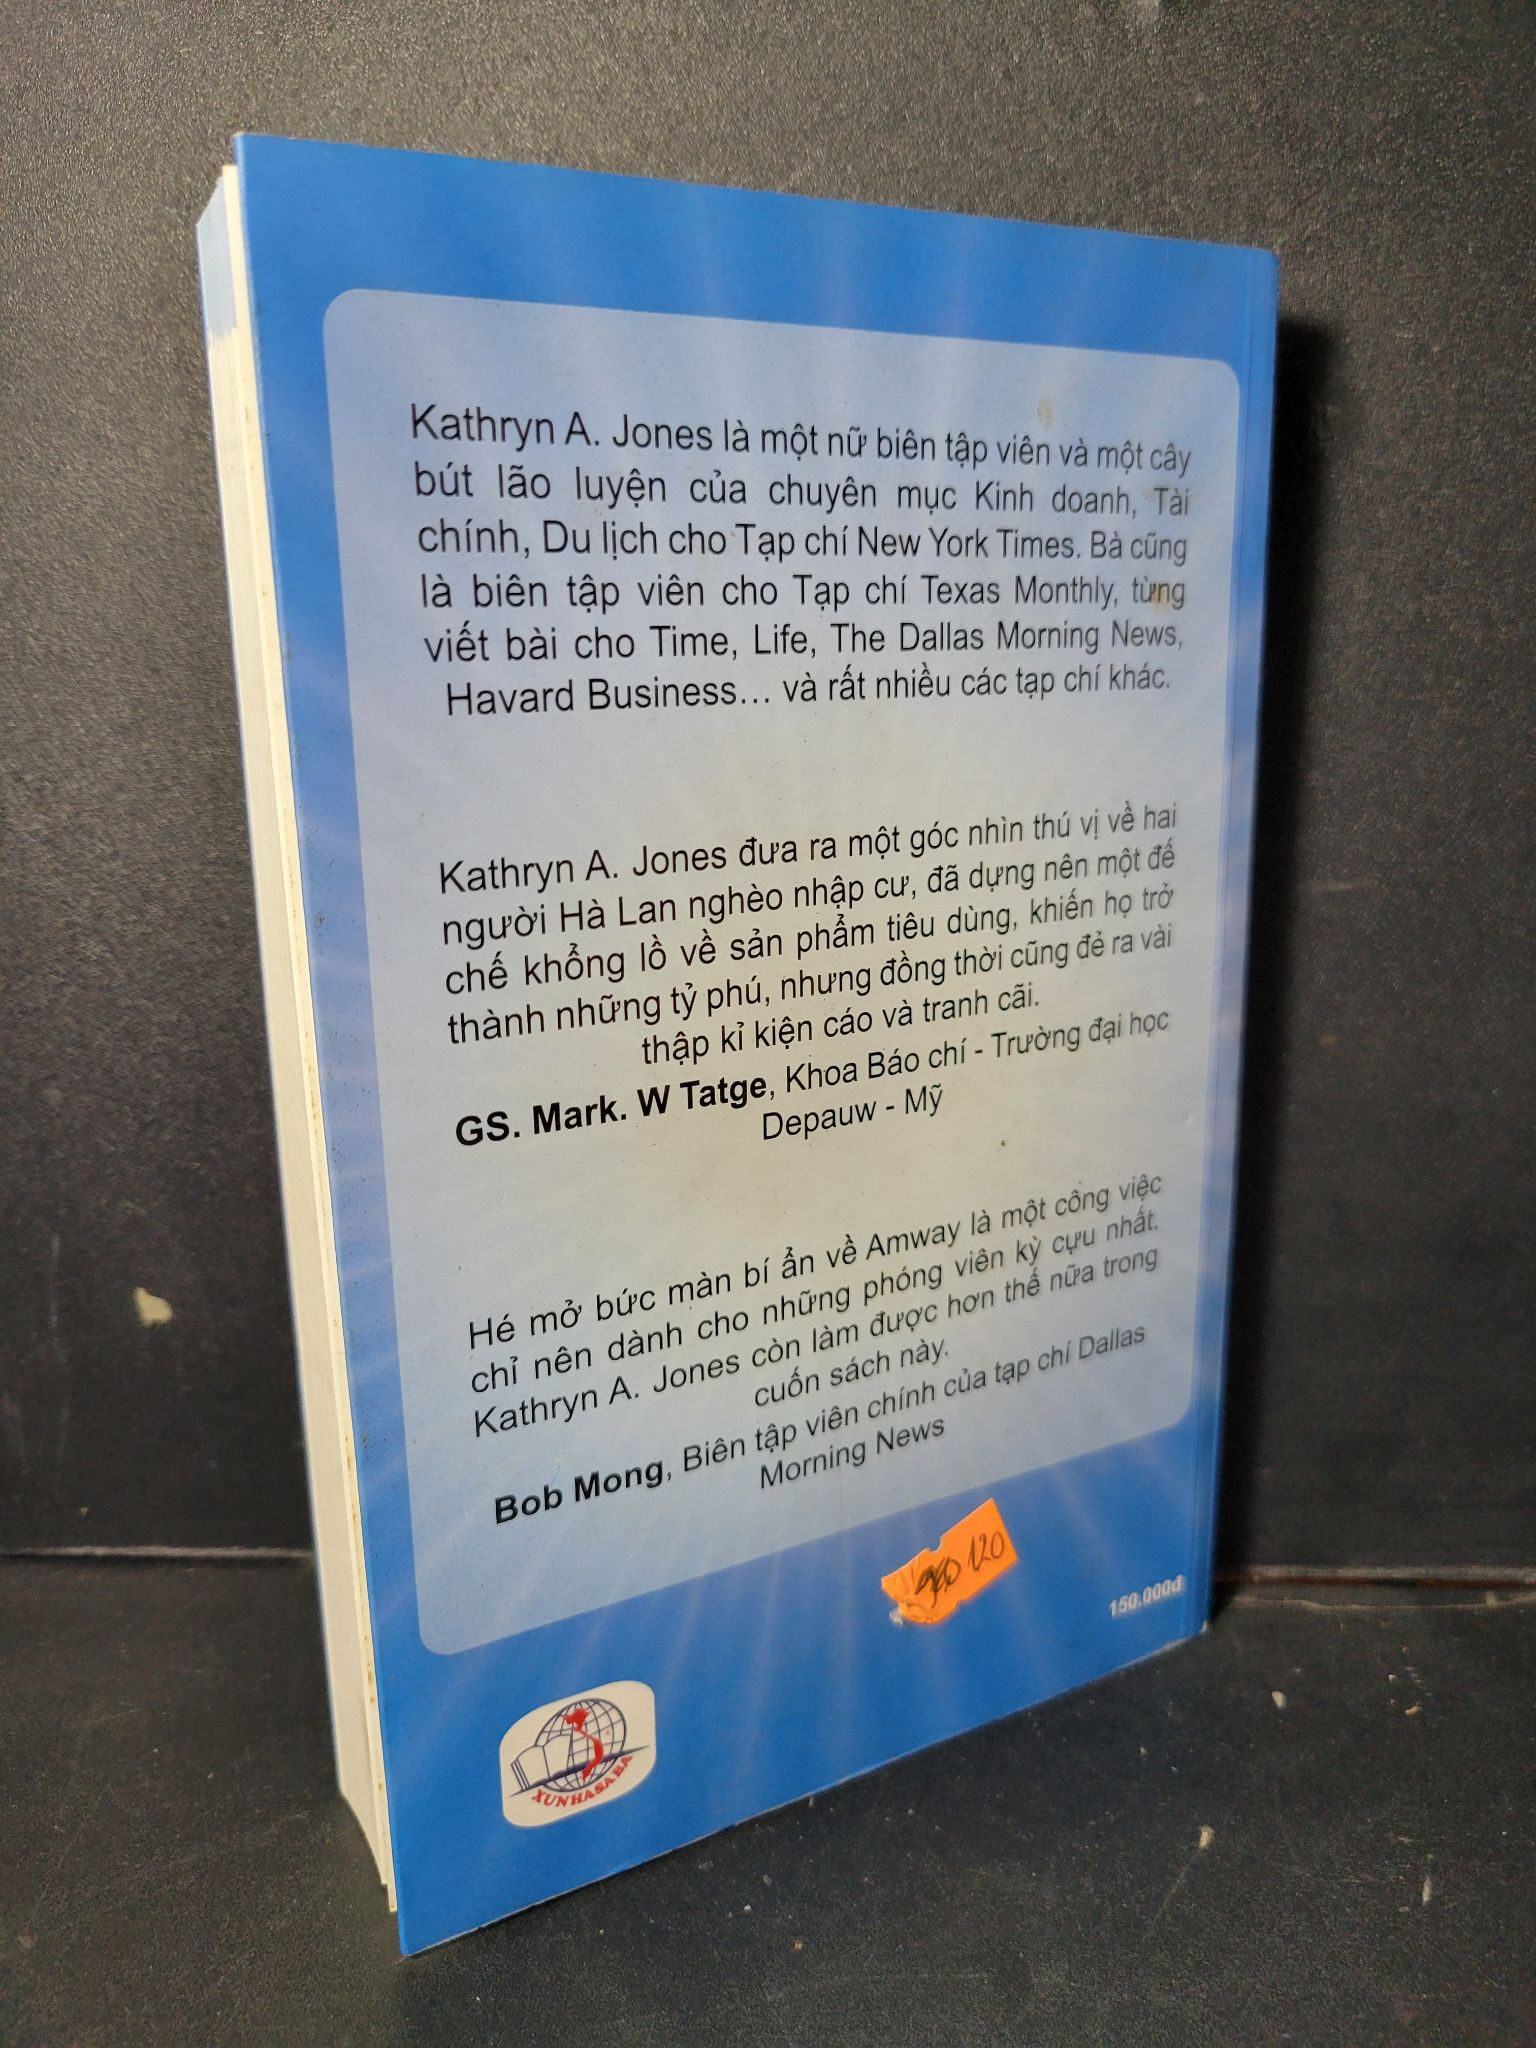 Kathryn A. Jones là một nữ biên tập viên và một cây
bút lão luyện của chuyên mục Kinh doanh, Tài
chính, Du lịch cho Tạp chí New York Times. Bà cũng
là biên tập viên cho Tạp chí Texas Monthly, từng
viết bài cho Time, Life, The Dallas Morning News,
Havard Business... và rất nhiều các tạp chí khác.
Kathryn A. Jones đưa ra một góc nhìn thú vị về hai
người Hà Lan nghèo nhập cư, đã dựng nên một đế
chế khổng lồ về sản phẩm tiêu dùng, khiến họ trở
thành những tỷ phú, nhưng đồng thời cũng đẻ ra vài
thập kỉ kiện cáo và tranh cãi.
GS. Mark. W Tatge, Khoa Báo chí - Trường đại học
Depauw - Mỹ
Hé mở bức màn bí ẩn về Amway là một công việc
chỉ nên dành cho những phóng viên kỳ cựu nhất.
Kathryn A. Jones còn làm được hơn thế nữa trong
cuốn sách này.
Bob Mong, Biên tập viên chính của tạp chí Dallas
Morning News
120
150.000đ
XUNHASABA